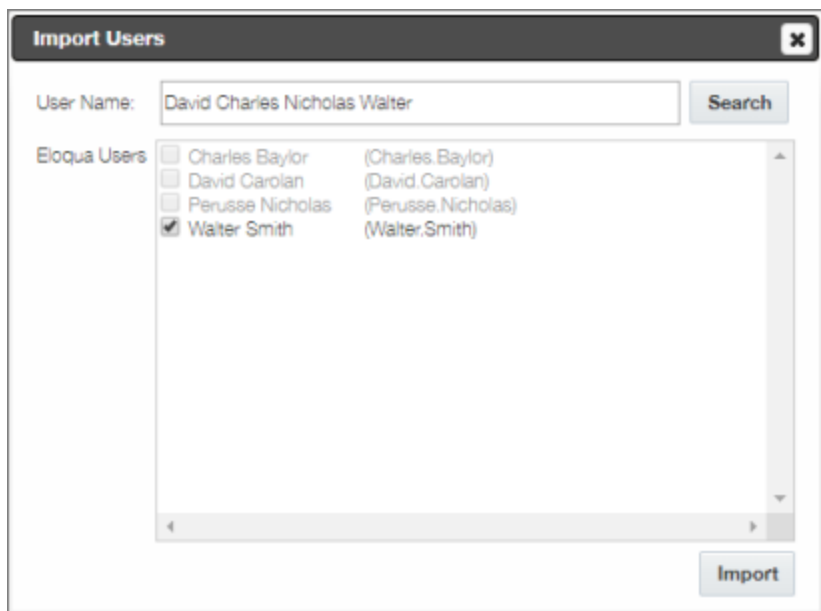 Import Users
User Name: David Charles Nicholas Walter Search
Eloqua Users Charles Baylor (Charles.Baylor)
David Carolan (David.Carolan)
Perusse Nicholas (Perusse.Nicholas)
Walter Smith (Walter.Smith)
Import